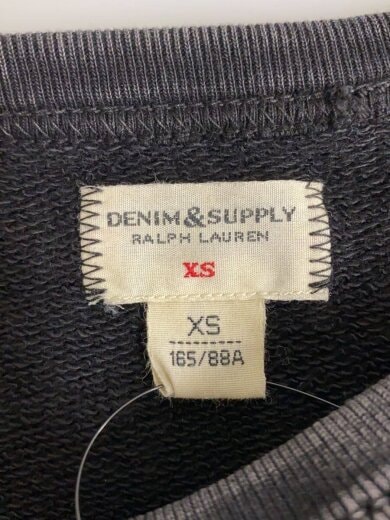 DENIM&SUPPLY
RALPH LAUREN
XS
XS
165/88A